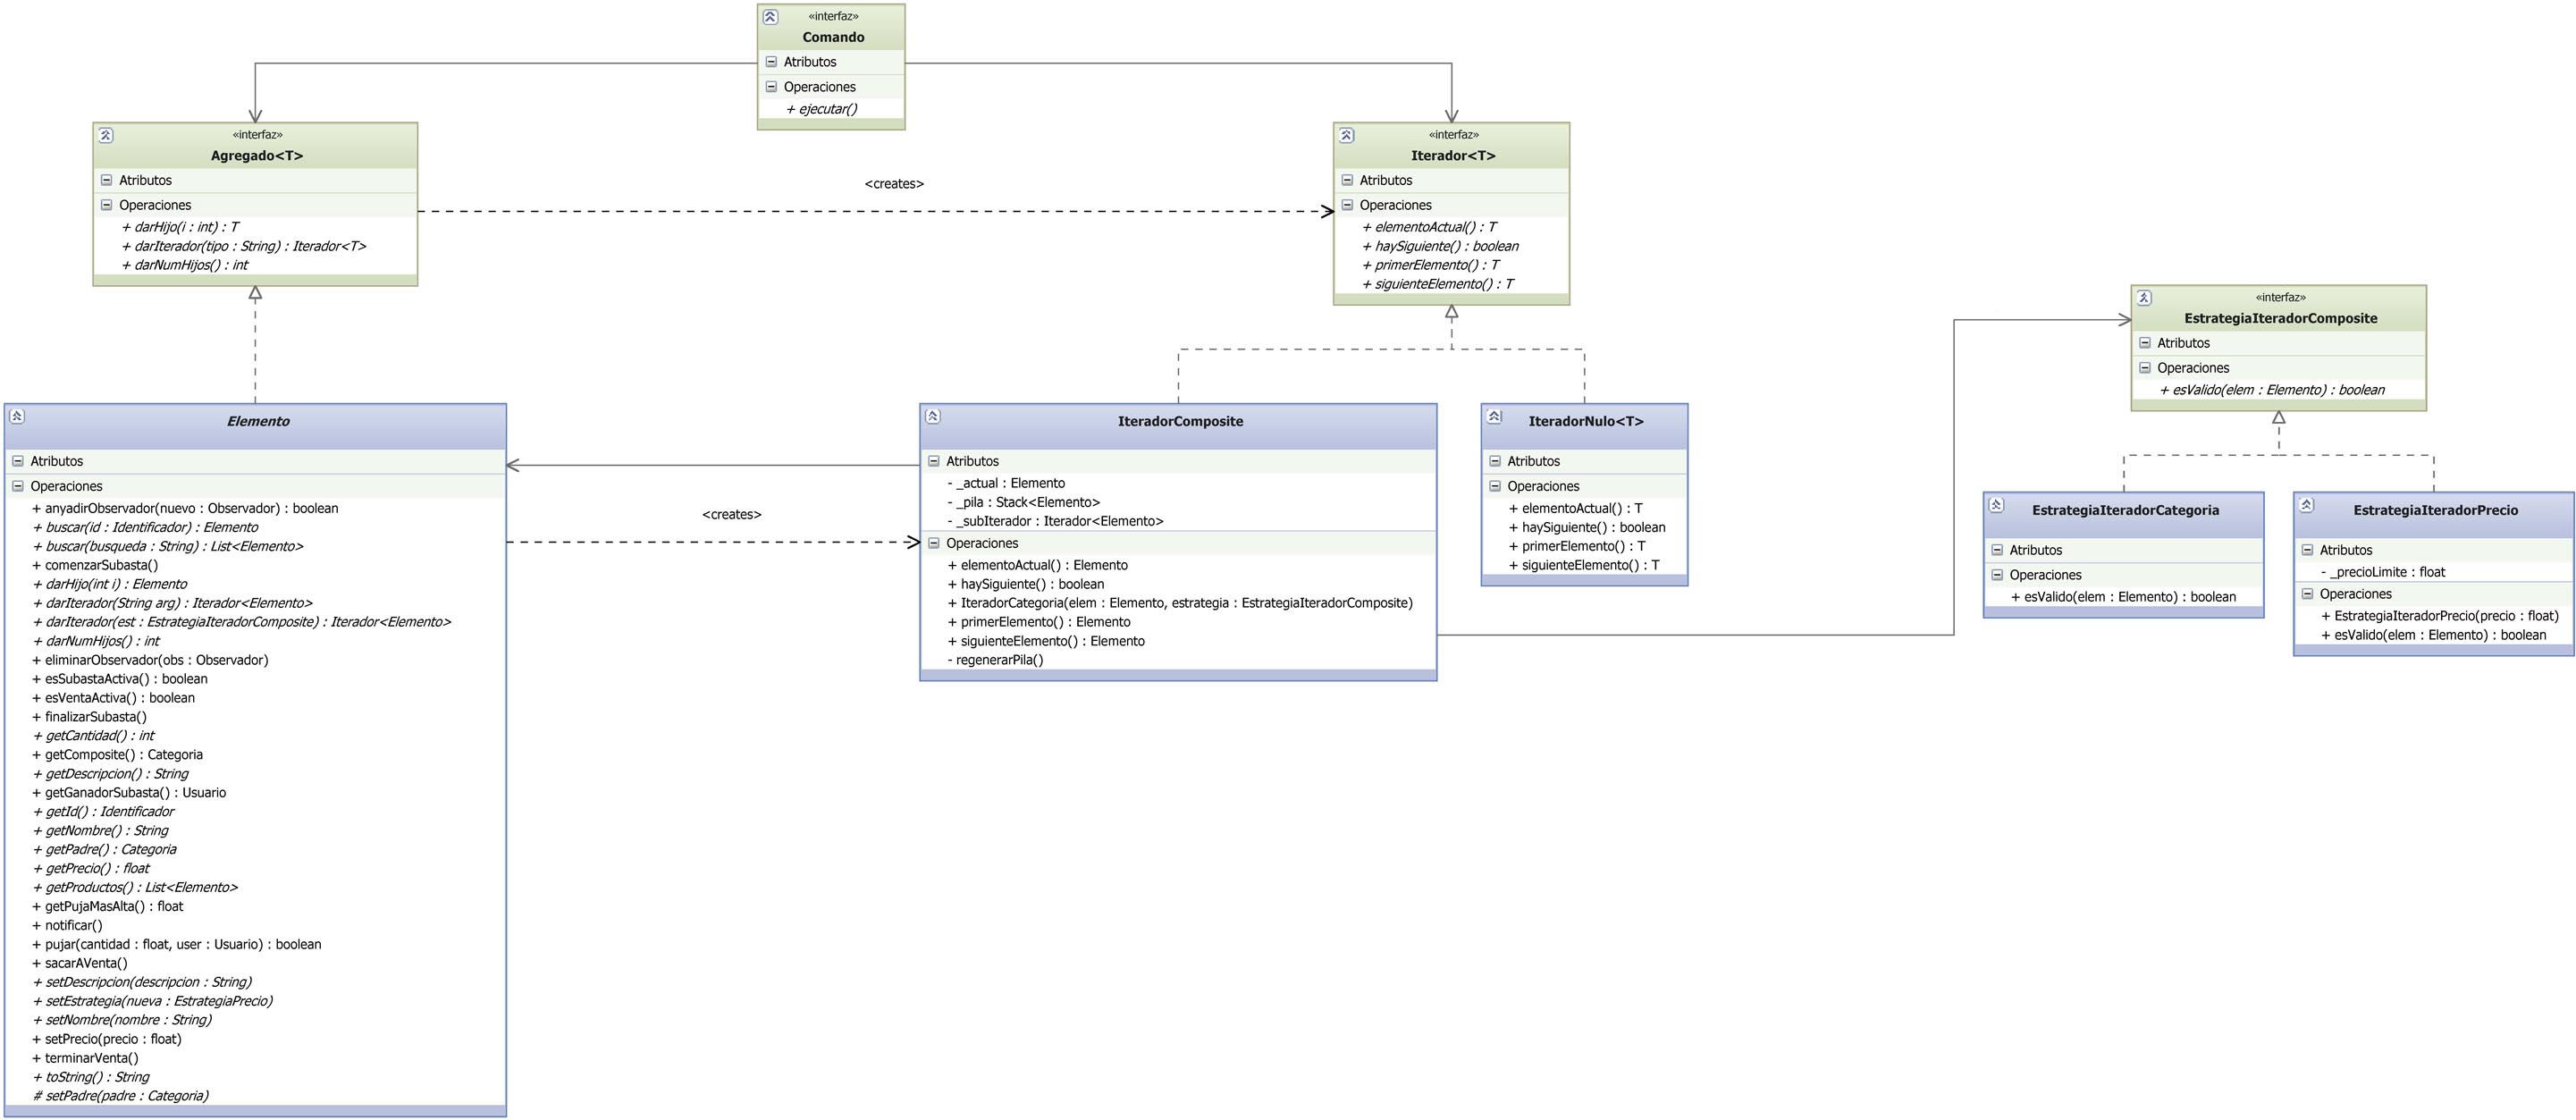 «interfaz»
Comando
Atributos
Operaciones
+ ejecutar()
«interfaz»
Agregado<T>
Atributos
Operaciones
+ darHijo(i : int) : T
+ darIterador(tipo : String) : Iterador<T>
+ darNumHijos() : int
<creates>
«interfaz»
Iterador<T>
Atributos
Operaciones
+ elementoActual() : T
+ haySiguiente() : boolean
+ primerElemento() : T
+ siguienteElemento() : T
«interfaz»
EstrategiaIteradorComposite
Atributos
Operaciones
+ esValido(elem : Elemento) : boolean
Elemento
Atributos
Operaciones
+ anyadirObservador(nuevo : Observador) : boolean
+ buscar(id : Identificador) : Elemento
+ buscar(busqueda : String) : List<Elemento>
+ comenzarSubasta()
+ darHijo(int i) : Elemento
+ darIterador(String arg) : Iterador<Elemento>
+ darIterador(est : EstrategiaIteradorComposite) : Iterador<Elemento>
+ darNumHijos() : int
+ eliminarObservador(obs : Observador)
+ esSubastaActiva() : boolean
+ esVentaActiva() : boolean
+ finalizarSubasta()
+ getCantidad() : int
+ getComposite() : Categoria
+ getDescripcion() : String
+ getGanadorSubasta() : Usuario
+ getId() : Identificador
+ getNombre() : String
+ getPadre() : Categoria
+ getPrecio() : float
+ getProductos() : List<Elemento>
+ getPujaMasAlta() : float
+ notificar()
+ pujar(cantidad : float, user : Usuario) : boolean
+ sacarAVenta()
+ setDescripcion(descripcion : String)
+ setEstrategia(nueva : EstrategiaPrecio)
+ setNombre(nombre : String)
+ setPrecio(precio : float)
+ terminarVenta()
+ toString() : String
# setPadre(padre : Categoria)
<creates>
IteradorComposite
Atributos
- _actual : Elemento
- _pila : Stack<Elemento>
- _subIterador : Iterador<Elemento>
Operaciones
+ elementoActual() : Elemento
+ haySiguiente() : boolean
+ IteradorCategoria(elem : Elemento, estrategia : EstrategiaIteradorComposite)
+ primerElemento() : Elemento
+ siguienteElemento() : Elemento
- regenerarPila()
IteradorNulo<T>
Atributos
Operaciones
+ elementoActual() : T
+ haySiguiente() : boolean
+ primerElemento() : T
+ siguienteElemento() : T
EstrategiaIteradorCategoria
Atributos
Operaciones
+ esValido(elem : Elemento) : boolean
EstrategiaIteradorPrecio
Atributos
- _precioLimite : float
Operaciones
+ EstrategiaIteradorPrecio(precio : float)
+ esValido(elem : Elemento) : boolean